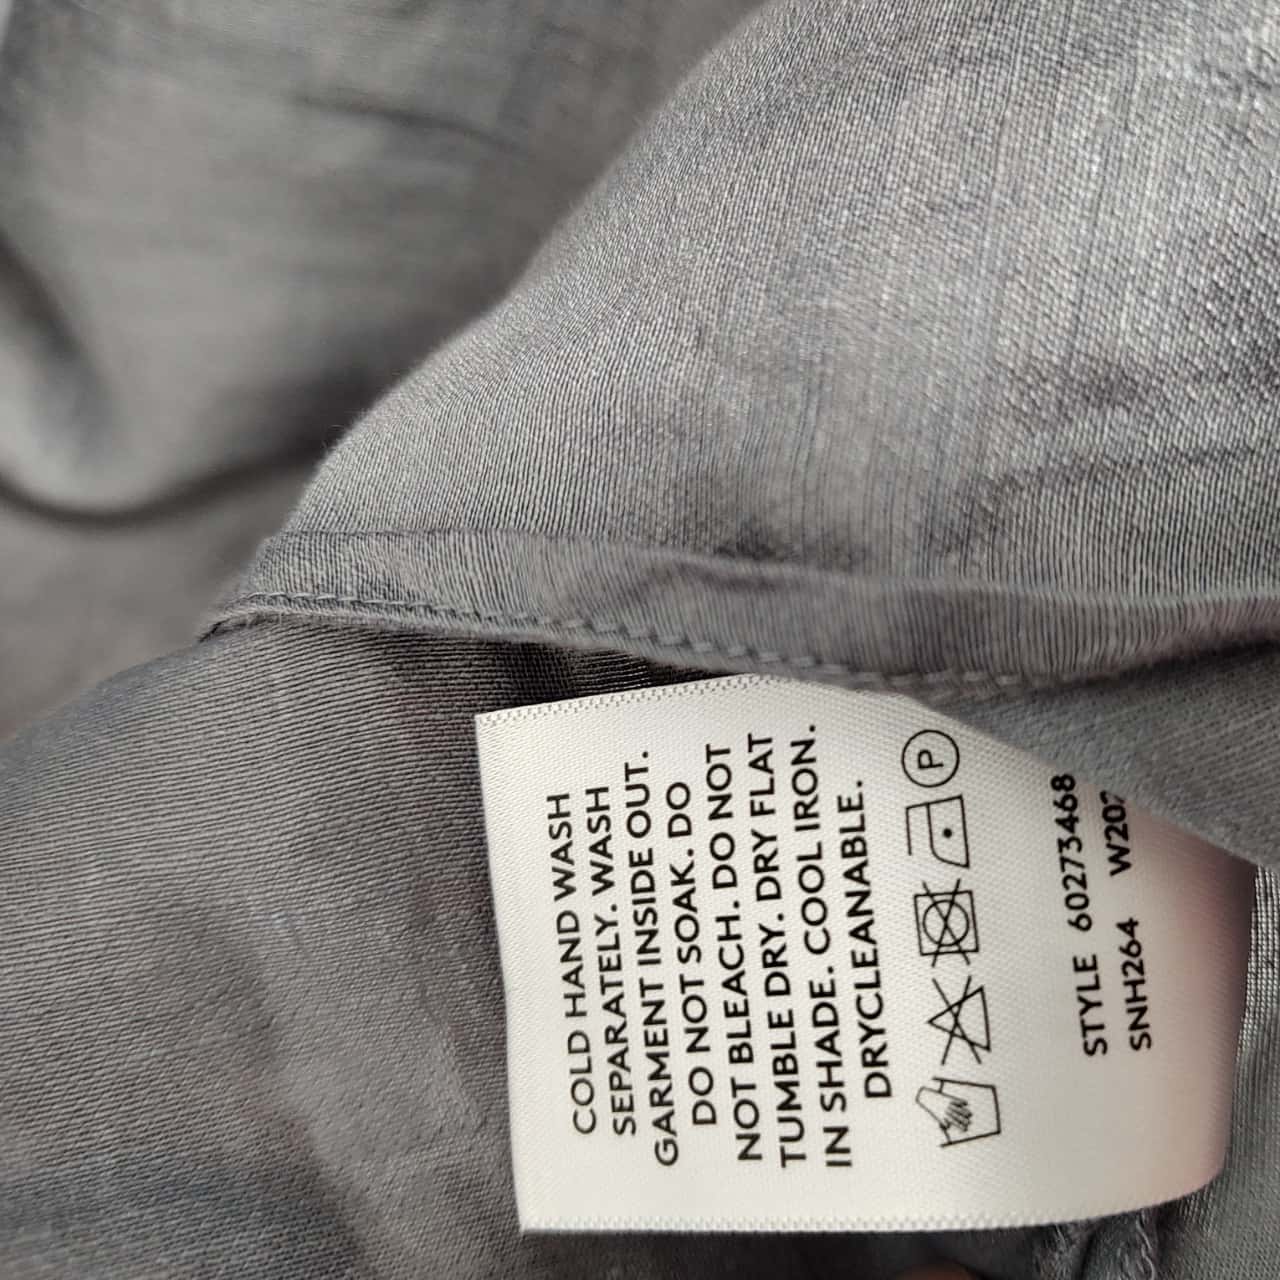 COLD HAND WASH
SEPARATELY. WASH
GARMENT INSIDE OUT.
DO NOT SOAK. DO
NOT BLEACH. DO NOT
TUMBLE DRY. DRY FLAT
IN SHADE. COOL IRON.
DRYCLEANABLE.
P
STYLE 60273468
SNH264 W202